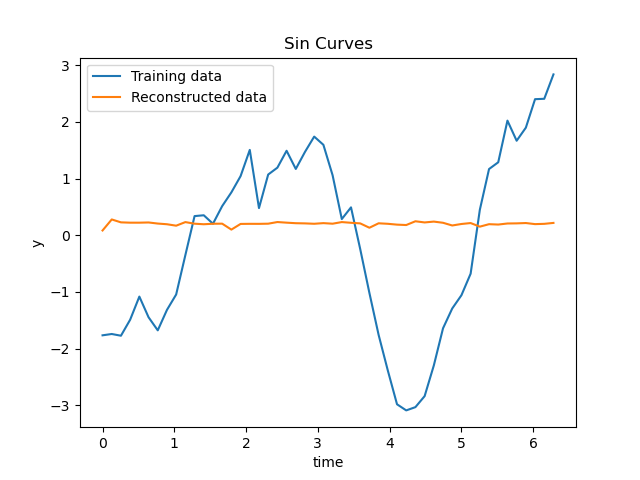 Sin Curves
Training data
Reconstructed data
3
2
1
0
−1
−2
−3
y
0 1 2 3 4 5 6
time